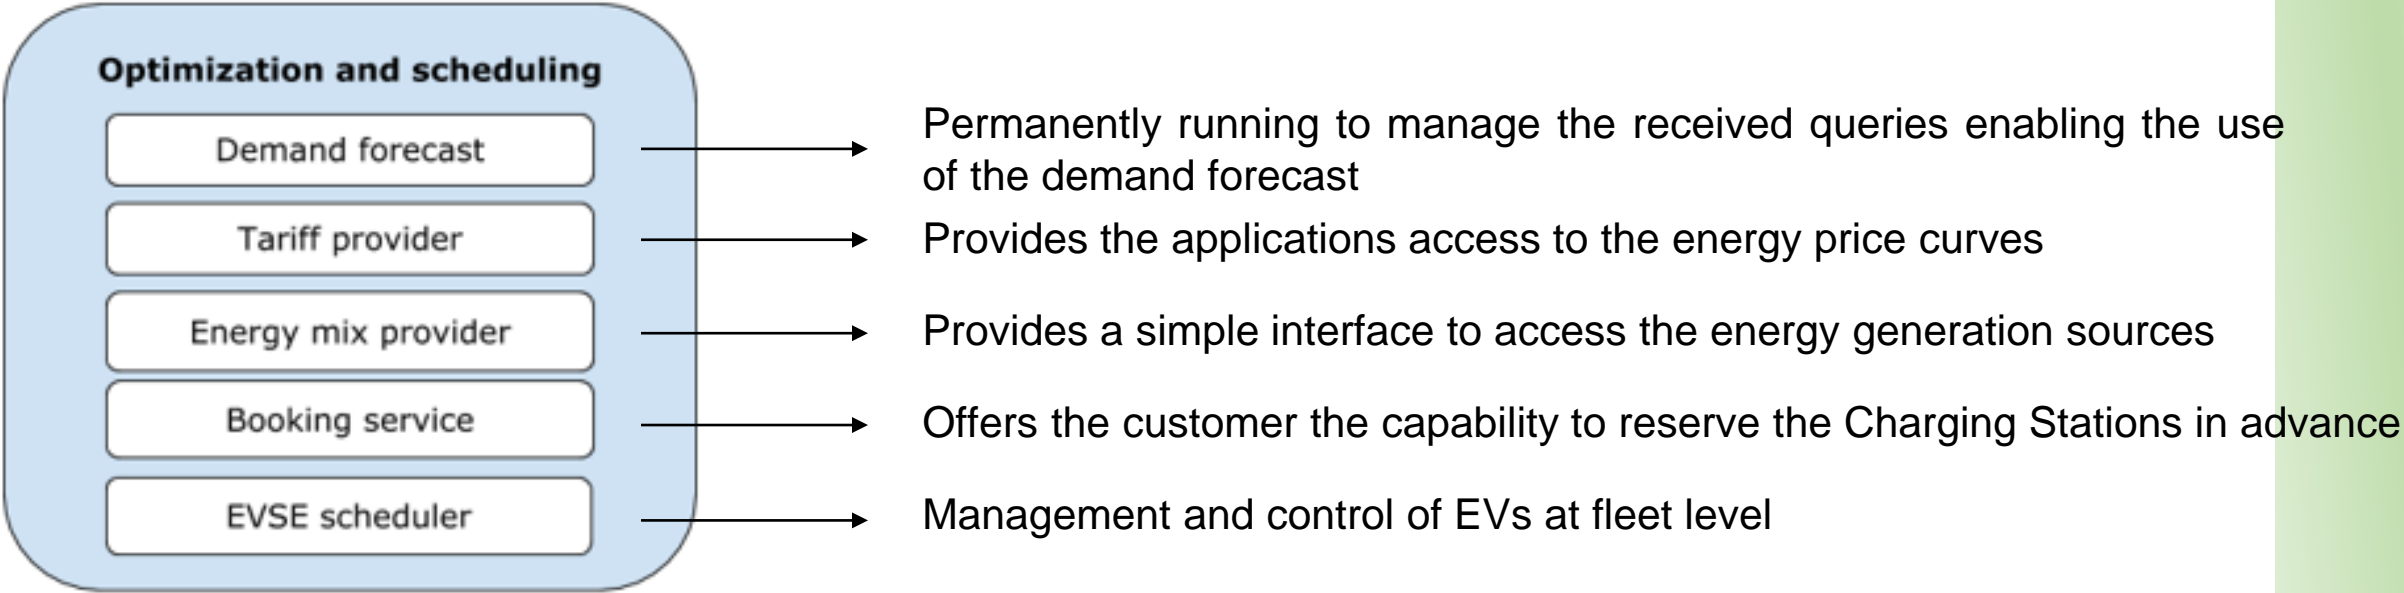 Optimization and scheduling
Demand forecast
Permanently running to manage the received queries enabling the use
of the demand forecast
Tariff provider
Provides the applications access to the energy price curves
Energy mix provider
Provides a simple interface to access the energy generation sources
Booking service
Offers the customer the capability to reserve the Charging Stations in advance
EVSE scheduler
Management and control of EVs at fleet level